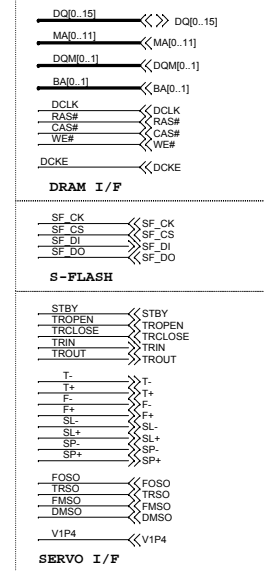 DQ[0..15] DQ[0..15]
MA[0..11] MA[0..11]
DQM[0..1] DQM[0..1]
BA[0..1] BA[0..1]
DCLK DCLK
RAS# RAS#
CAS# CAS#
WE# WE#
DCKE DCKE
DRAM I/F
SF_CK SF_CK
SF_CS SF_CS
SF_DI SF_DI
SF_DO SF_DO
S-FLASH
STBY STBY
TROPEN TROPEN
TRCLOSE TRCLOSE
TRIN TRIN
TROUT TROUT
T- T-
T+ T+
F- F-
F+ F+
SL- SL-
SL+ SL+
SP- SP-
SP+ SP+
FOSO FOSO
TRSO TRSO
FMSO FMSO
DMSO DMSO
V1P4 V1P4
SERVO I/F